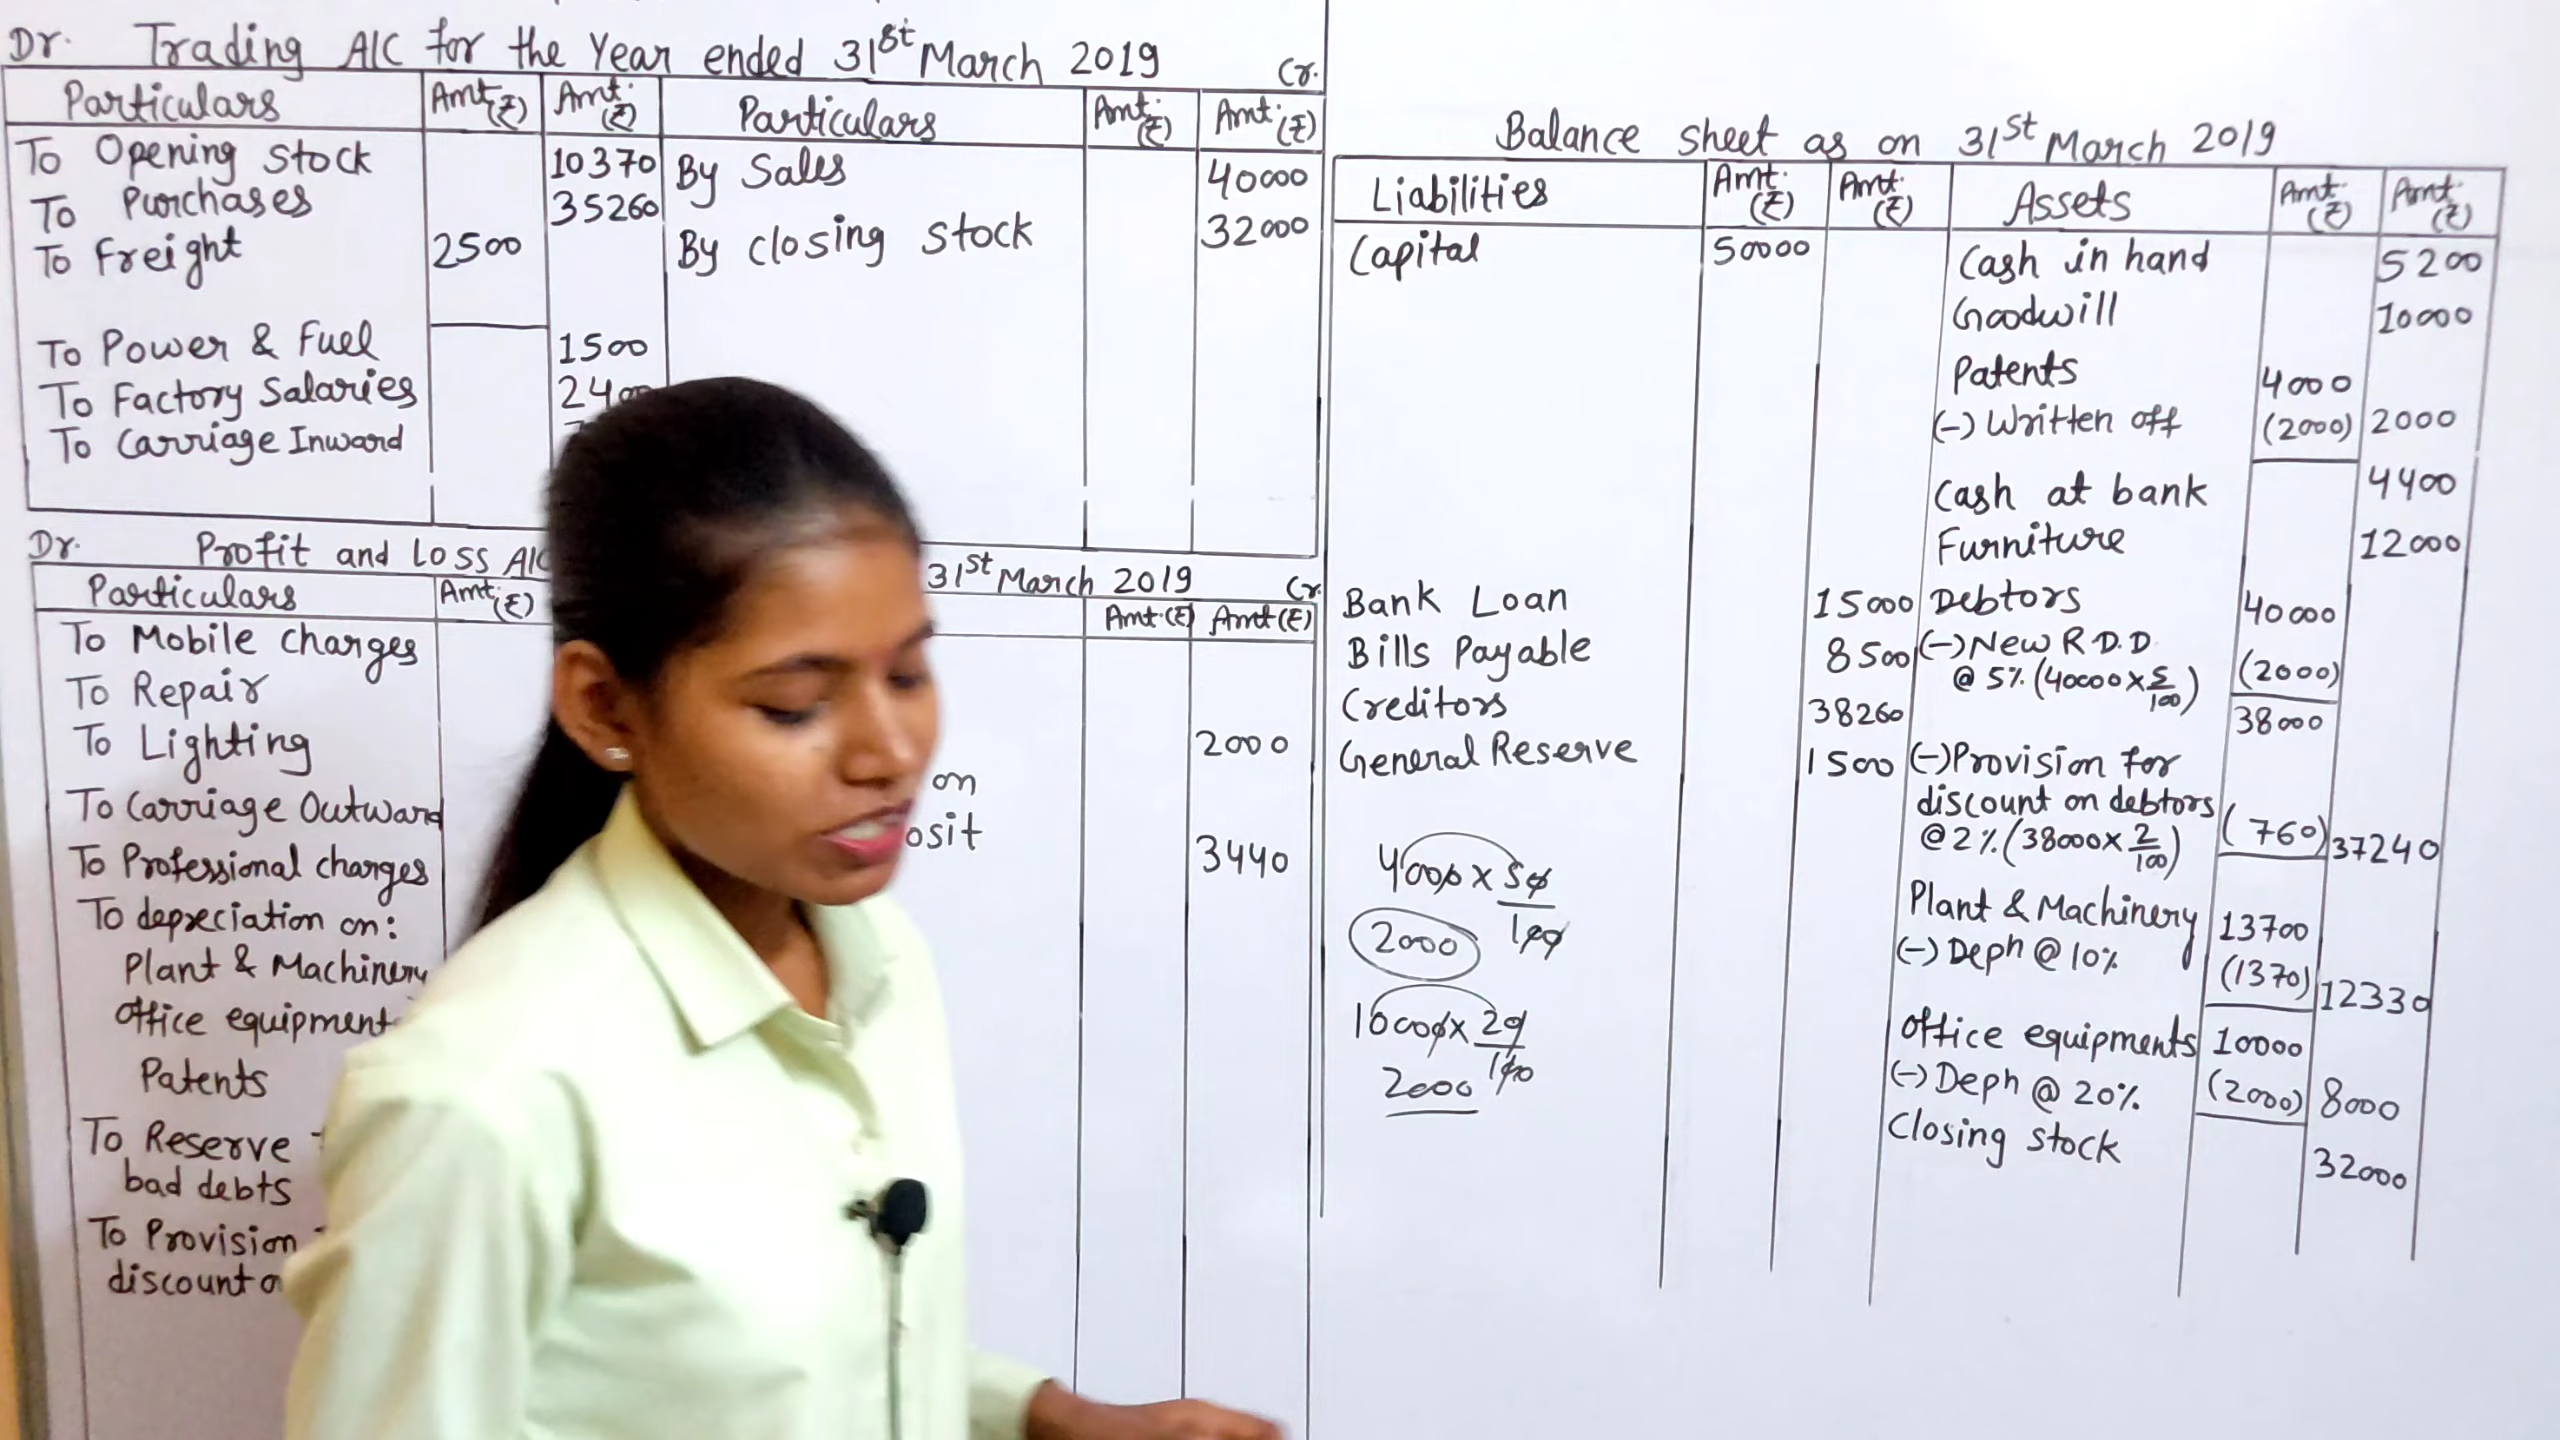 Dr. Trading A/C for the Year ended 31st March 2019 Cr.
Particulars Amt.(₹) Amt.(₹) Particulars Amt.(₹) Amt.(₹)
To Opening Stock 10370 By Sales 40000
To Purchases 35260
To Freight 2500 By Closing Stock 32000
To Power & Fuel 1500
To Factory Salaries
To Carriage Inward
Dr. Profit and Loss A/C 31st March 2019 Cr.
Particulars Amt.(₹) Amt.(₹) Amt(₹)
To Mobile charges
To Repair
To Lighting 2000
To Carriage Outward on
To Professional charges 3440
To depreciation on:
Plant & Machinery
Office equipment
Patents
To Reserve
bad debts
To Provision
discount
Balance Sheet as on 31st March 2019
Liabilities Amt.(₹) Amt.(₹) Assets Amt.(₹) Amt.(₹)
Capital 50000 Cash in hand 5200
Goodwill 10000
Patents 4000
(-) Written off (2000) 2000
Cash at bank 4400
Furniture 12000
Bank Loan 15000 Debtors 40000
Bills Payable 8500 (-) New R.D.D
@ 5% (40000 x 5/100) (2000)
Creditors 38260 38000
General Reserve 1500 (-) Provision for
discount on debtors
@ 2% (38000 x 2/100) (760) 37240
Plant & Machinery 13700
(-) Deph @ 10% (1370) 12330
Office equipments 10000
(-) Deph @ 20% (2000) 8000
Closing Stock 32000
4000 x 50/100
2000
10000 x 20/100
2000